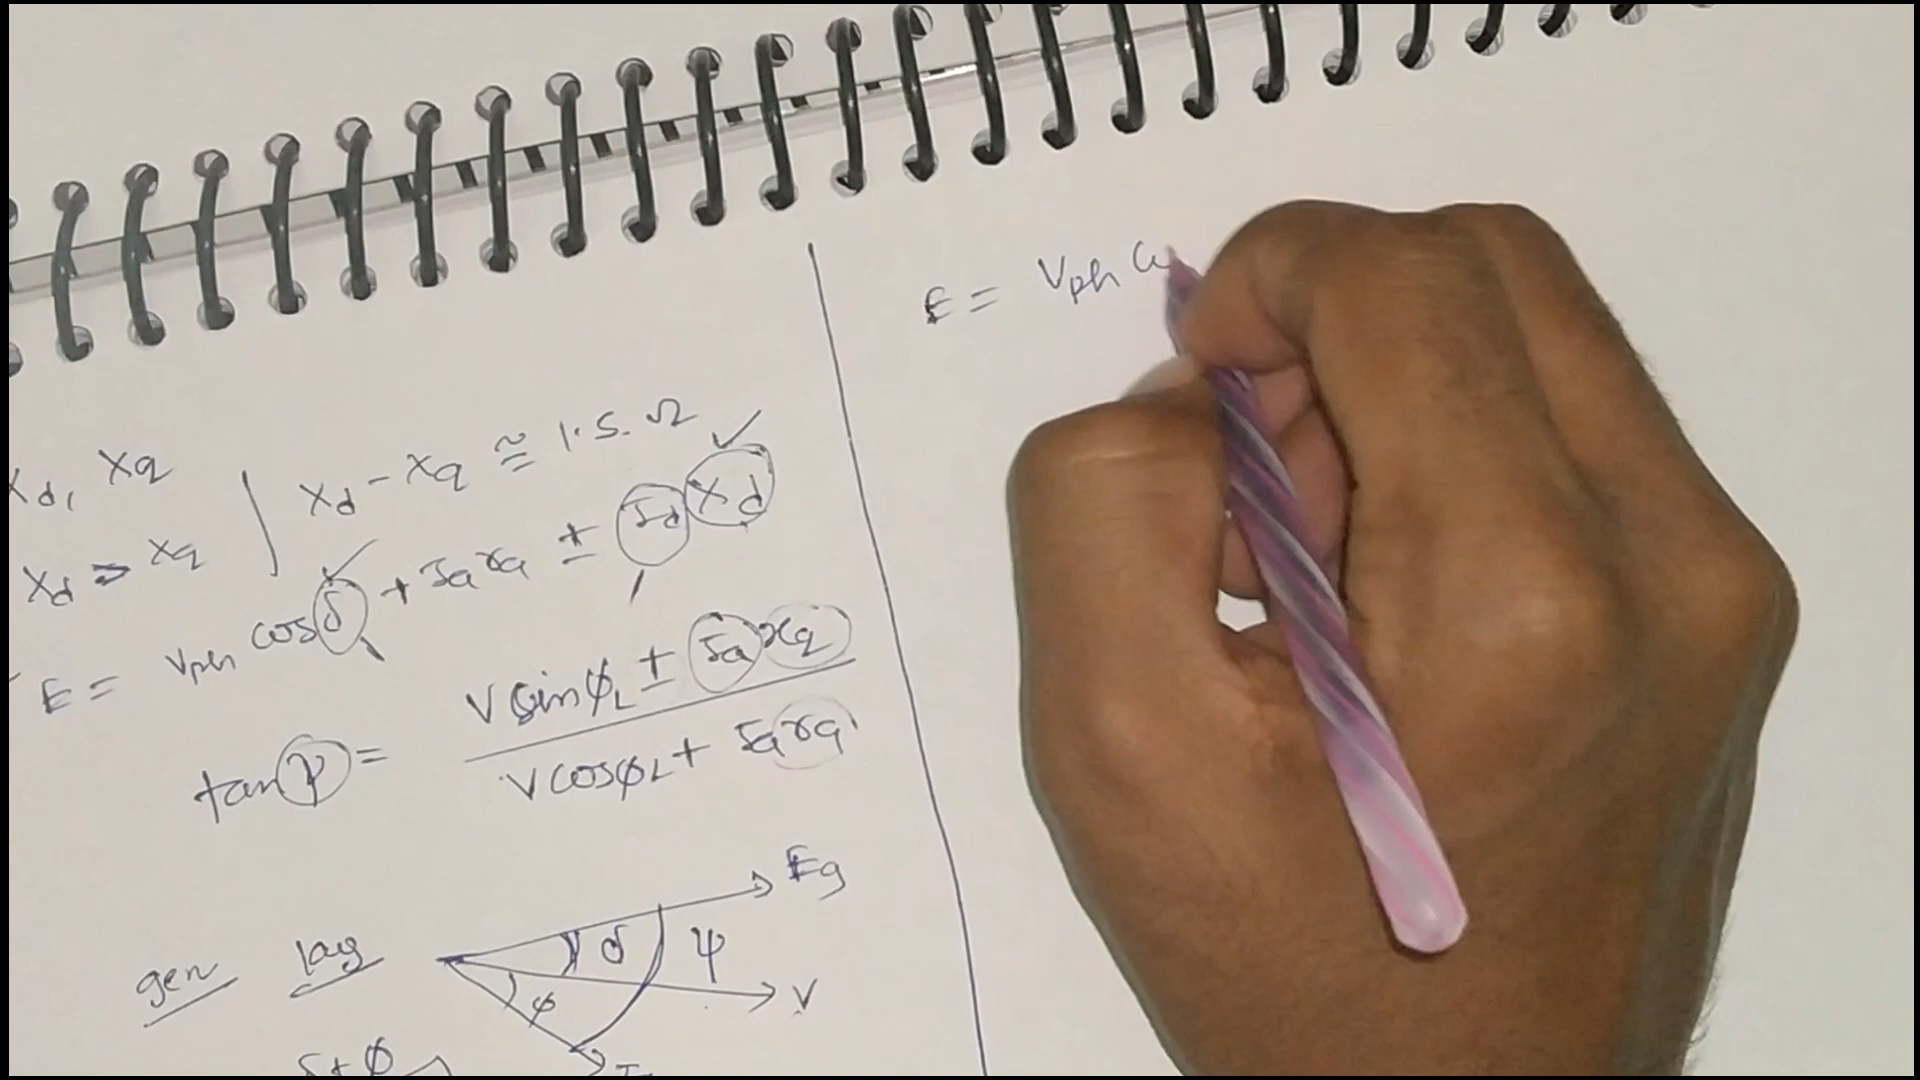 Xd, Xq
Xd > Xq
Xd - Xq ≅ 1.5 Ω
E = Vph cos δ + Ia ra ± Id Xd
tan ψ = V sin φL ± Ia xq
V cos φL + Ia ra
gen lag
Eg
δ ψ
φ V
δ + φ
E = Vph